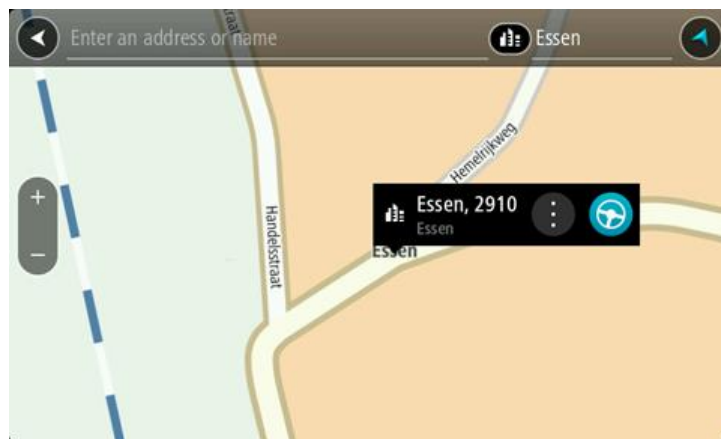 Enter an address or name
Essen
Hemelrijkweg
Essen, 2910
Essen
Essen
Handelsstraat
+
–